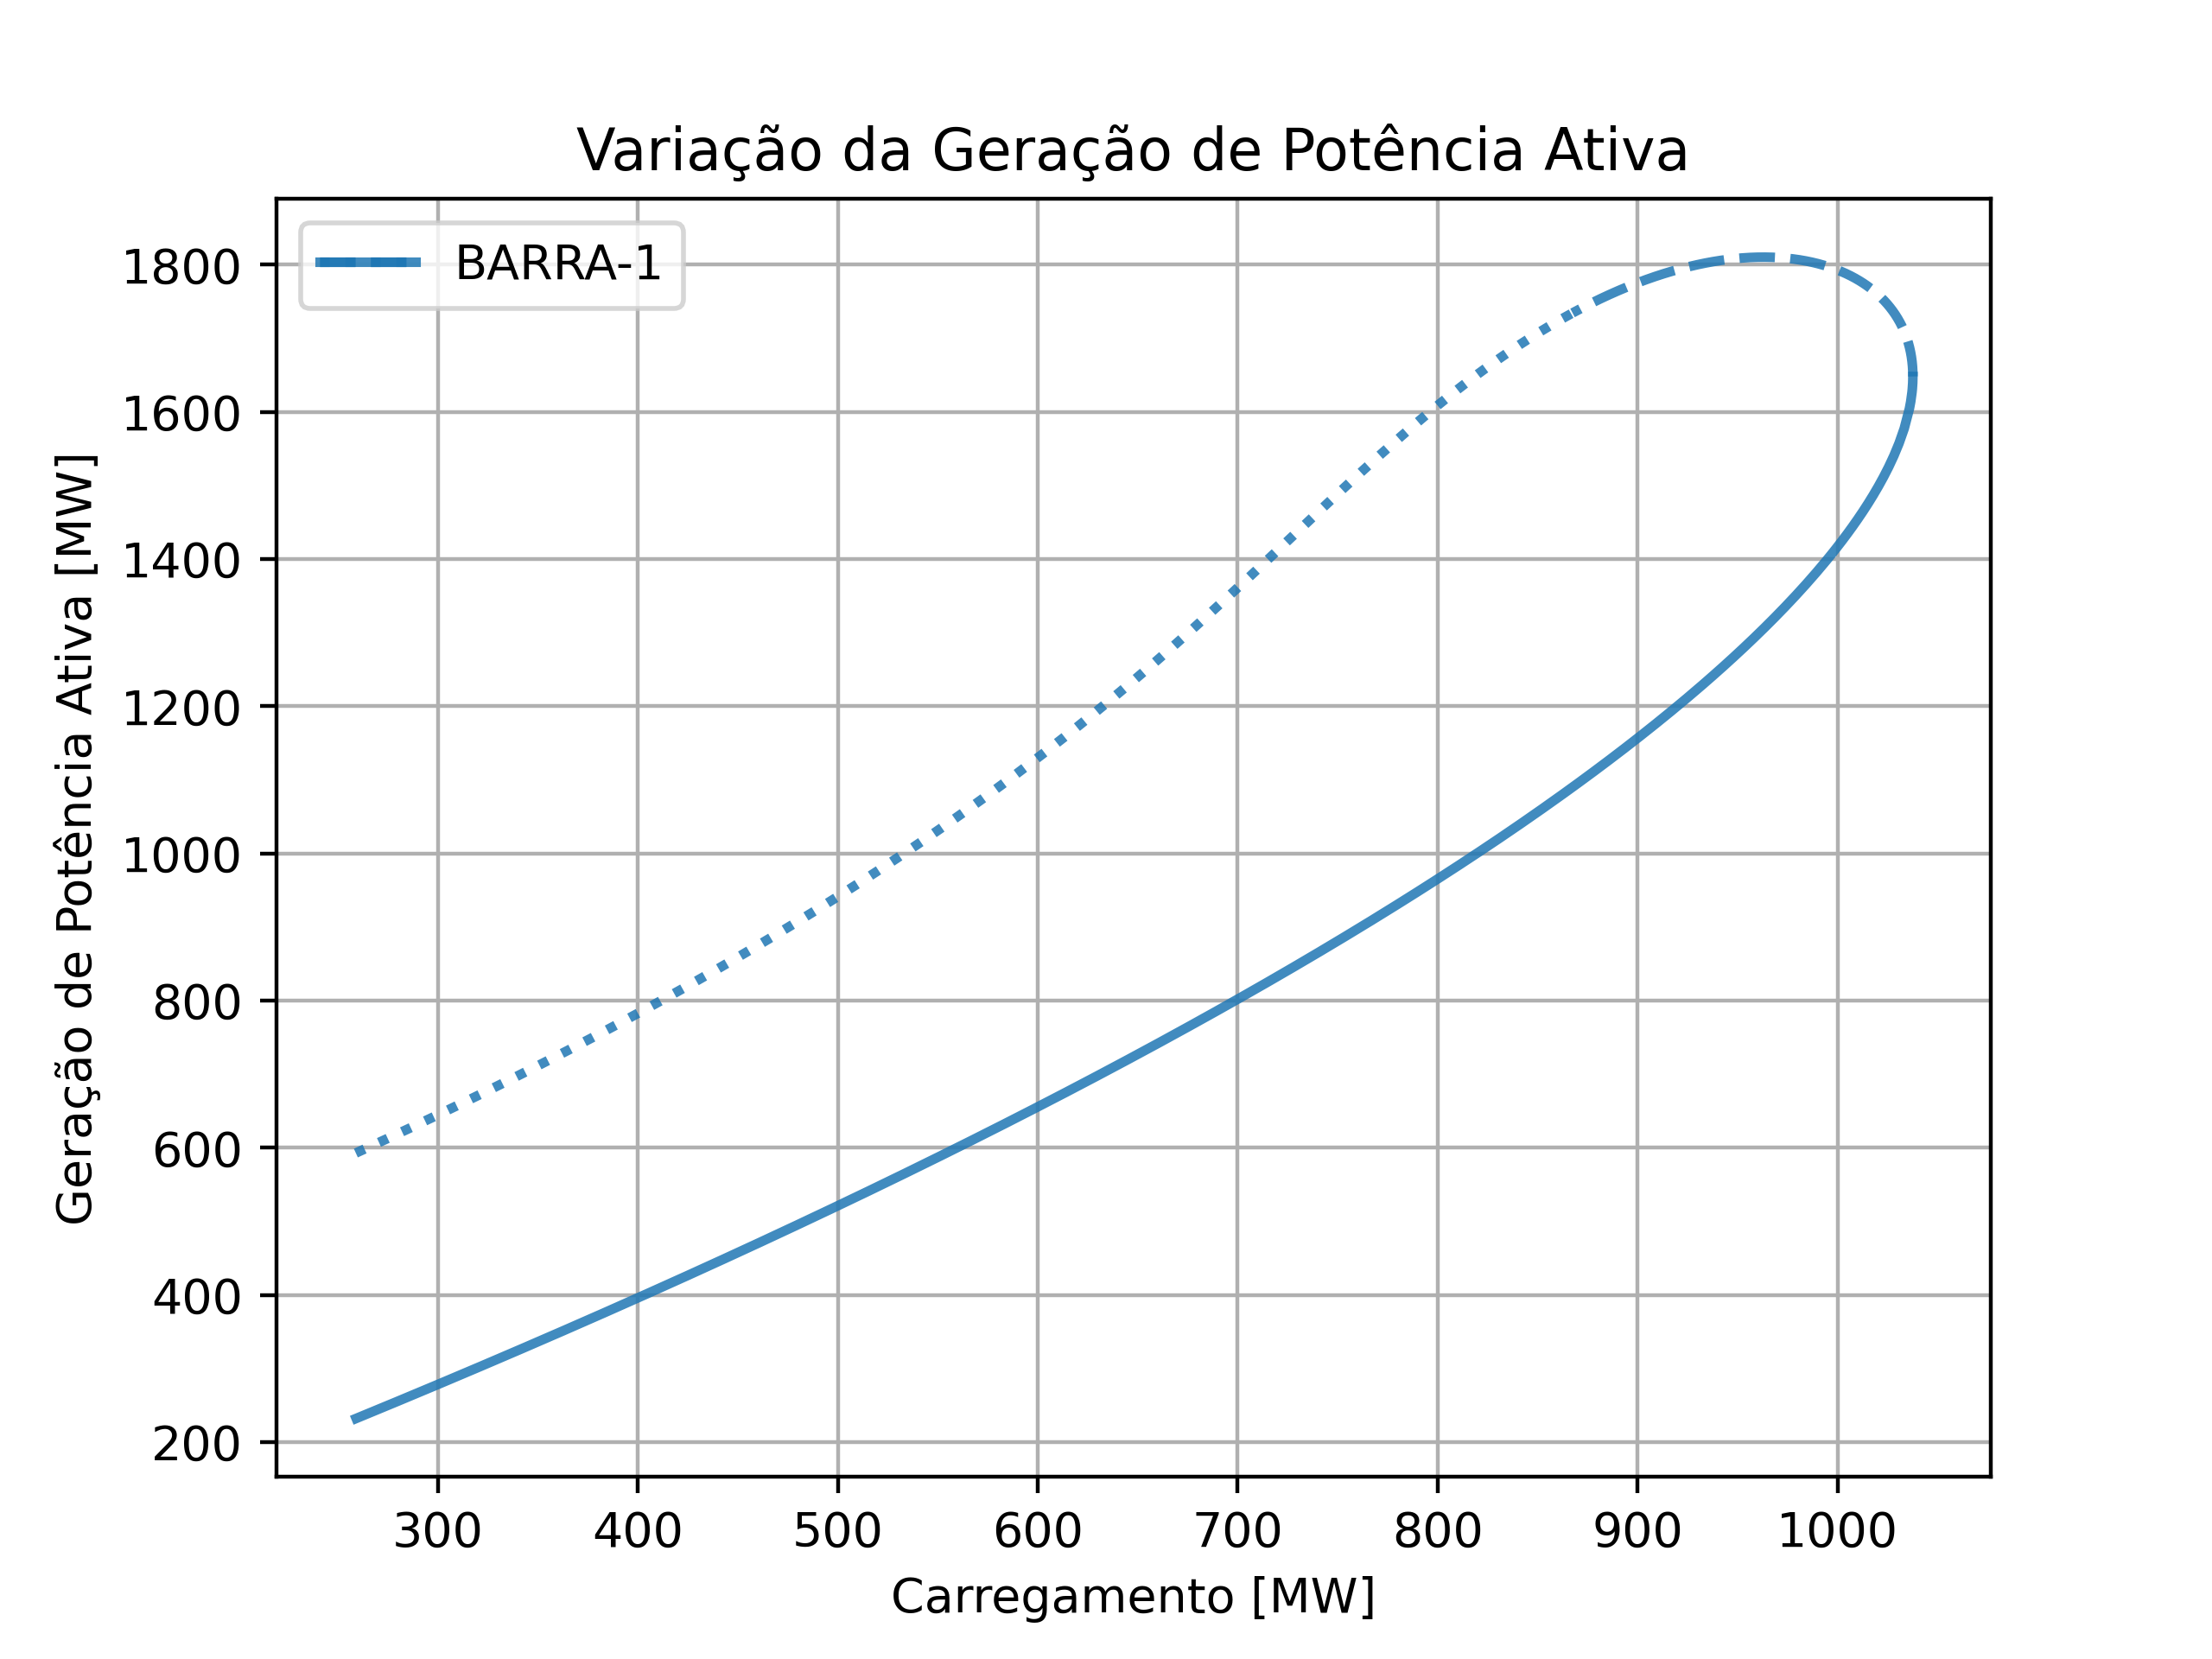 Variação da Geração de Potência Ativa
BARRA-1
Geração de Potência Ativa [MW]
1800
1600
1400
1200
1000
800
600
400
200
300 400 500 600 700 800 900 1000
Carregamento [MW]